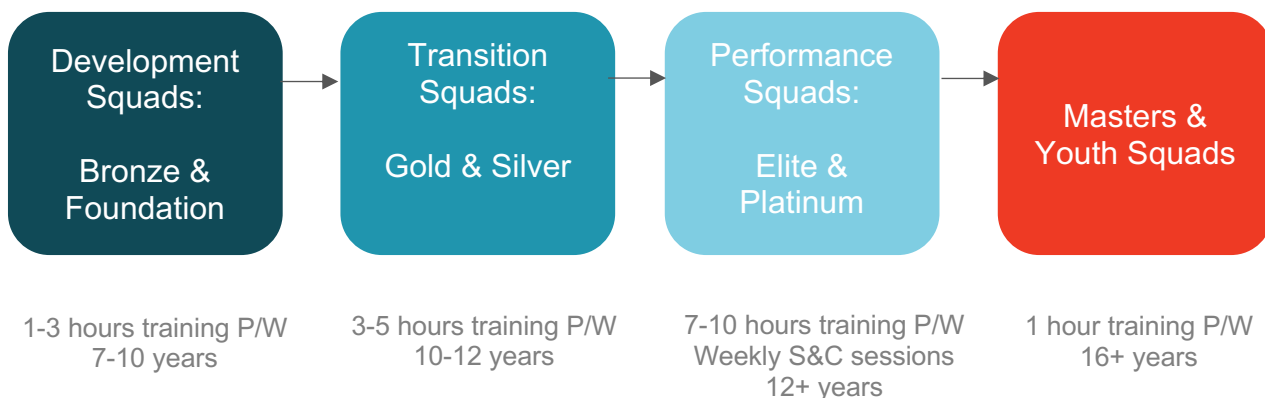 Development
Squads:
Bronze &
Foundation
Transition
Squads:
Gold & Silver
Performance
Squads:
Elite &
Platinum
Masters &
Youth Squads
1-3 hours training P/W
7-10 years
3-5 hours training P/W
10-12 years
7-10 hours training P/W
Weekly S&C sessions
12+ years
1 hour training P/W
16+ years